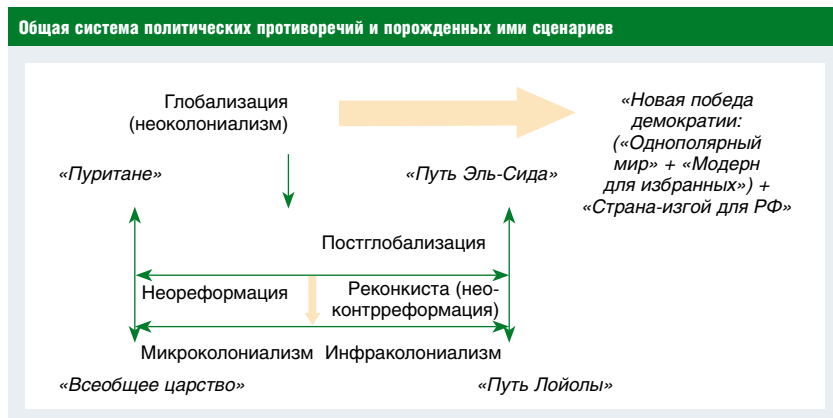 Общая система политических противоречий и порожденных ими сценариев
Глобализация
(неоколониализм)
«Новая победа
демократии:
(«Однополярный
мир» + «Модерн
для избранных») +
«Страна-изгой для РФ»
«Пуритане»
«Путь Эль-Сида»
Постглобализация
Неореформация
Реконкиста (нео-
контрреформация)
Микроколониализм
Инфраколониализм
«Всеобщее царство»
«Путь Лойолы»